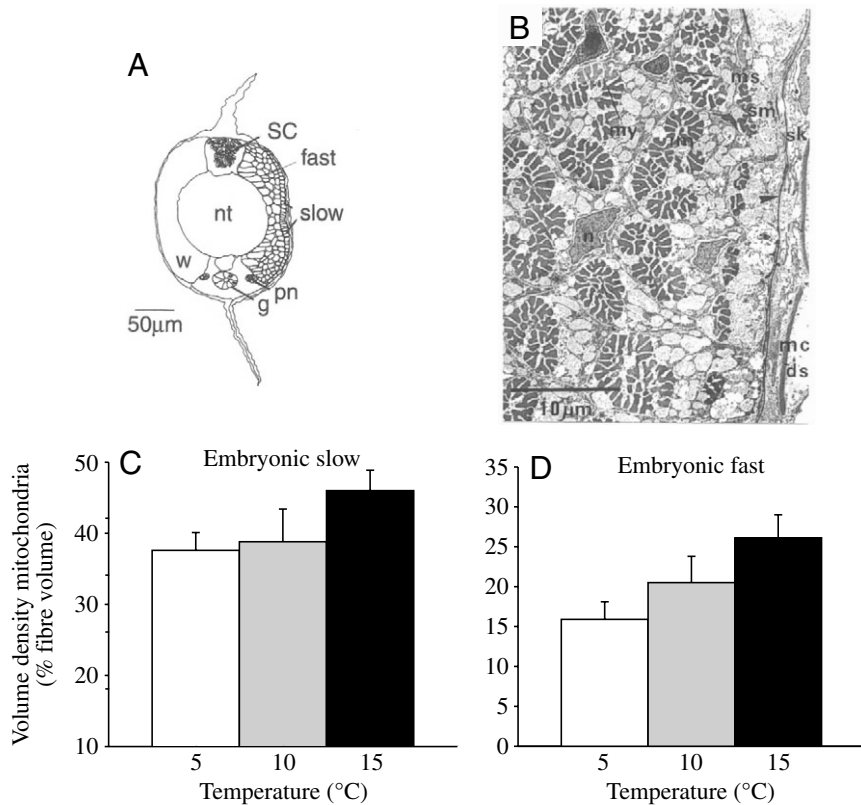 A
SC
fast
nt
slow
w
pn
g
50µm
B
ms
sm
my
sk
n
mc
ds
10µm
C
Embryonic slow
Volume density mitochondria
(% fibre volume)
50
40
30
20
10
5 10 15
Temperature (°C)
D
Embryonic fast
35
30
25
20
15
10
5
0
5 10 15
Temperature (°C)